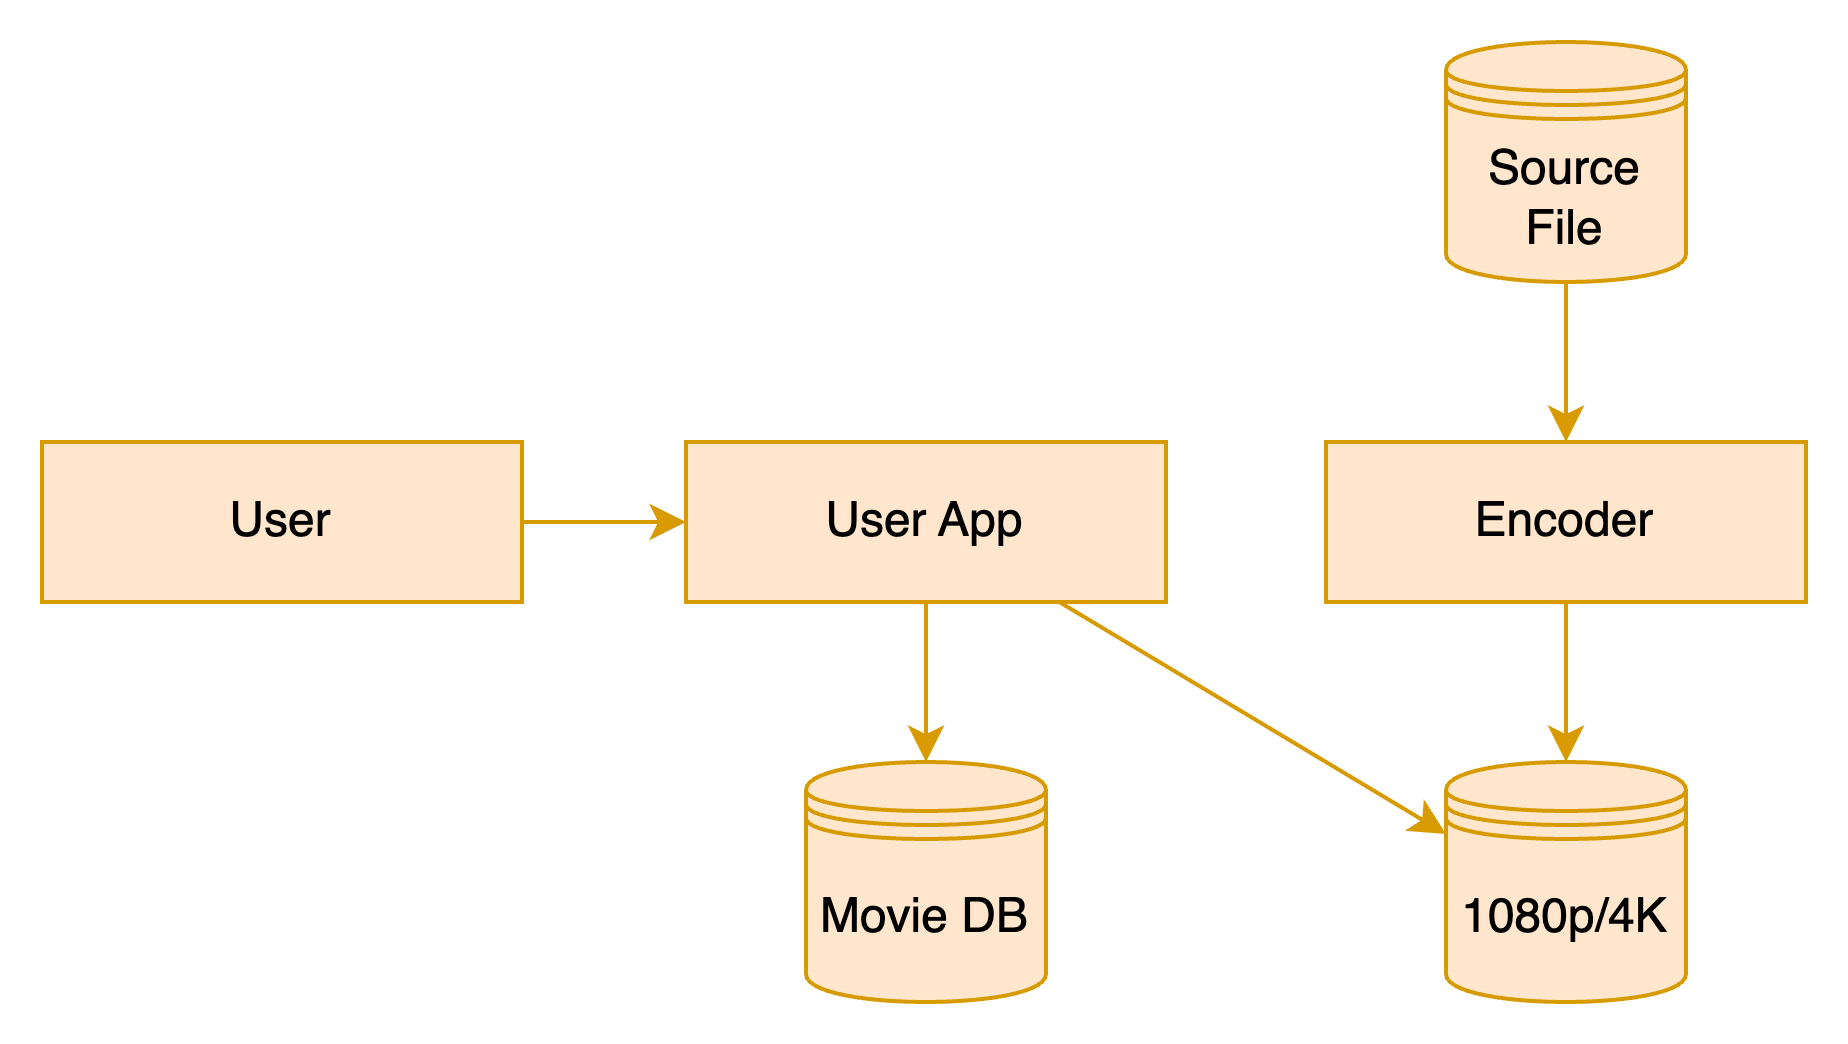 Source
File
User
User App
Encoder
Movie DB
1080p/4K